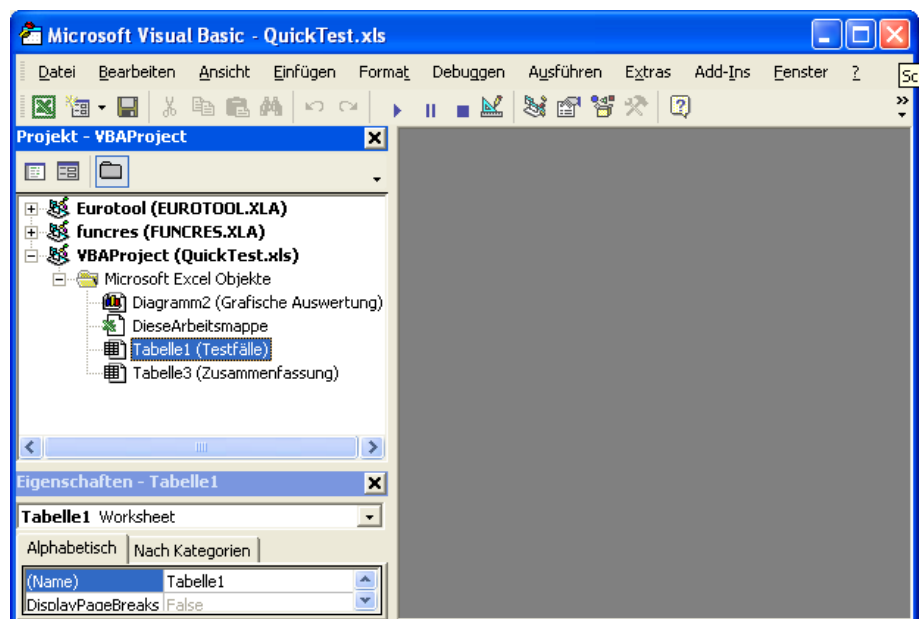 Microsoft Visual Basic - QuickTest.xls
Datei Bearbeiten Ansicht Einfügen Format Debuggen Ausführen Extras Add-Ins Fenster ?
Sc
Projekt - VBAProject
Eurotool (EUROTOOL.XLA)
funcres (FUNCRES.XLA)
VBAProject (QuickTest.xls)
Microsoft Excel Objekte
Diagramm2 (Grafische Auswertung)
DieseArbeitsmappe
Tabelle1 (Testfälle)
Tabelle3 (Zusammenfassung)
Eigenschaften - Tabelle1
Tabelle1 Worksheet
Alphabetisch Nach Kategorien
(Name) Tabelle1
DisplayPageBreaks False